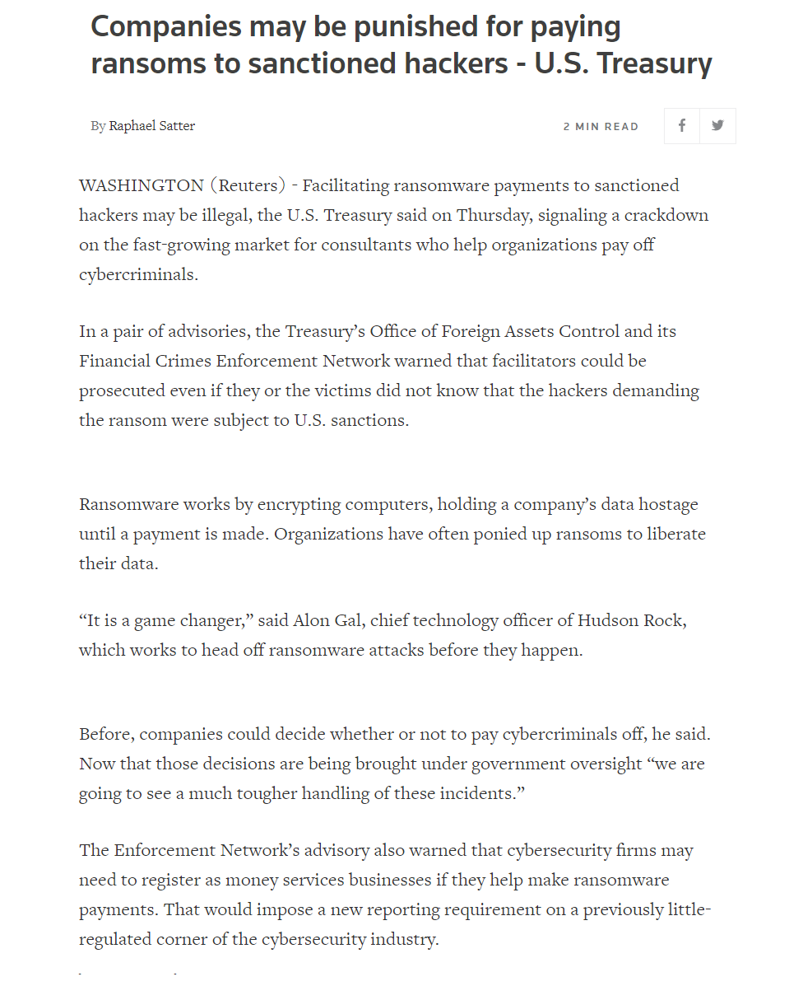 Companies may be punished for paying
ransoms to sanctioned hackers - U.S. Treasury
By Raphael Satter
2 MIN READ
WASHINGTON (Reuters) - Facilitating ransomware payments to sanctioned
hackers may be illegal, the U.S. Treasury said on Thursday, signaling a crackdown
on the fast-growing market for consultants who help organizations pay off
cybercriminals.
In a pair of advisories, the Treasury’s Office of Foreign Assets Control and its
Financial Crimes Enforcement Network warned that facilitators could be
prosecuted even if they or the victims did not know that the hackers demanding
the ransom were subject to U.S. sanctions.
Ransomware works by encrypting computers, holding a company’s data hostage
until a payment is made. Organizations have often ponied up ransoms to liberate
their data.
“It is a game changer,” said Alon Gal, chief technology officer of Hudson Rock,
which works to head off ransomware attacks before they happen.
Before, companies could decide whether or not to pay cybercriminals off, he said.
Now that those decisions are being brought under government oversight “we are
going to see a much tougher handling of these incidents.”
The Enforcement Network’s advisory also warned that cybersecurity firms may
need to register as money services businesses if they help make ransomware
payments. That would impose a new reporting requirement on a previously little-
regulated corner of the cybersecurity industry.